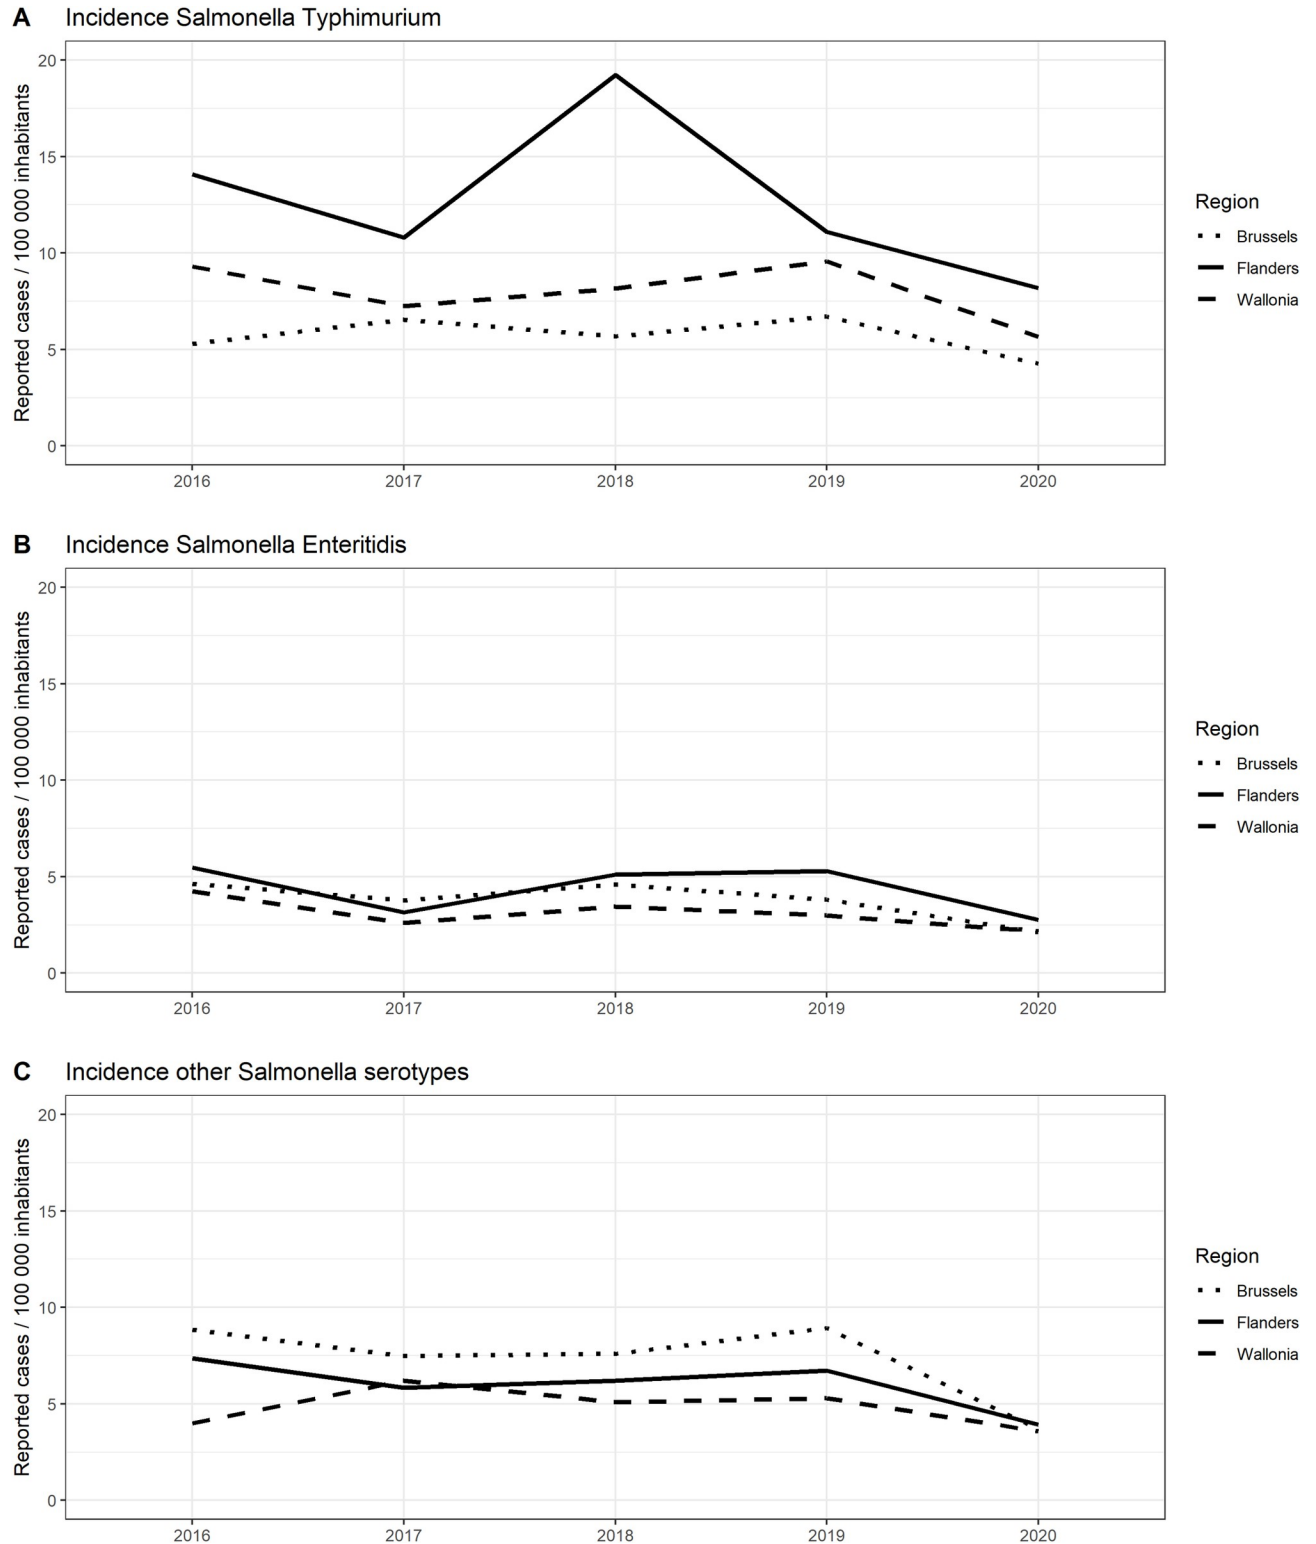 A Incidence Salmonella Typhimurium
Reported cases / 100 000 inhabitants
20
15
10
5
0
2016 2017 2018 2019 2020
Region
Brussels
Flanders
Wallonia
B Incidence Salmonella Enteritidis
Reported cases / 100 000 inhabitants
20
15
10
5
0
2016 2017 2018 2019 2020
Region
Brussels
Flanders
Wallonia
C Incidence other Salmonella serotypes
Reported cases / 100 000 inhabitants
20
15
10
5
0
2016 2017 2018 2019 2020
Region
Brussels
Flanders
Wallonia